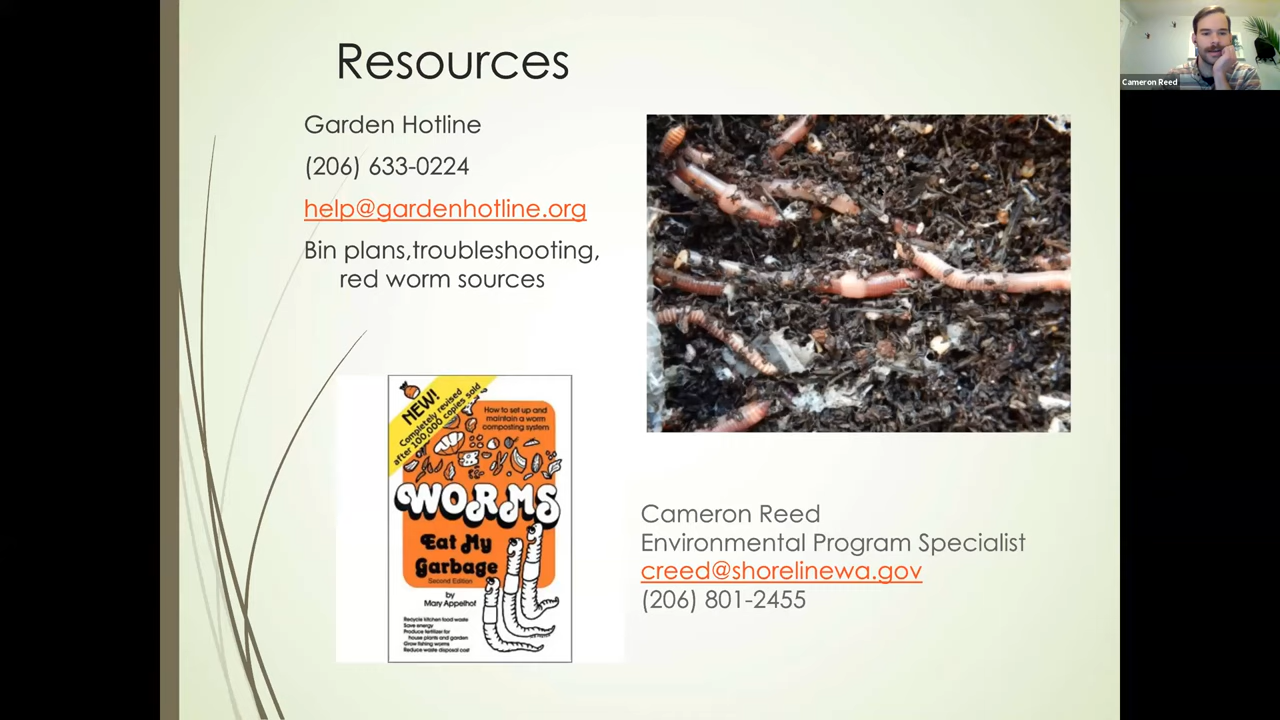 Resources
Garden Hotline
(206) 633-0224
help@gardenhotline.org
Bin plans,troubleshooting,
red worm sources
NEW!
Completely revised
after 100,000 copies sold
How to set up and
maintain a worm
composting system
WORMS
Eat My
Garbage
Second Edition
by
Mary Appelhof
Recycle kitchen food waste
Save energy
Produce fertilizer for
house plants and garden
Grow fishing worms
Reduce waste disposal cost
Cameron Reed
Environmental Program Specialist
creed@shorelinewa.gov
(206) 801-2455
Cameron Reed